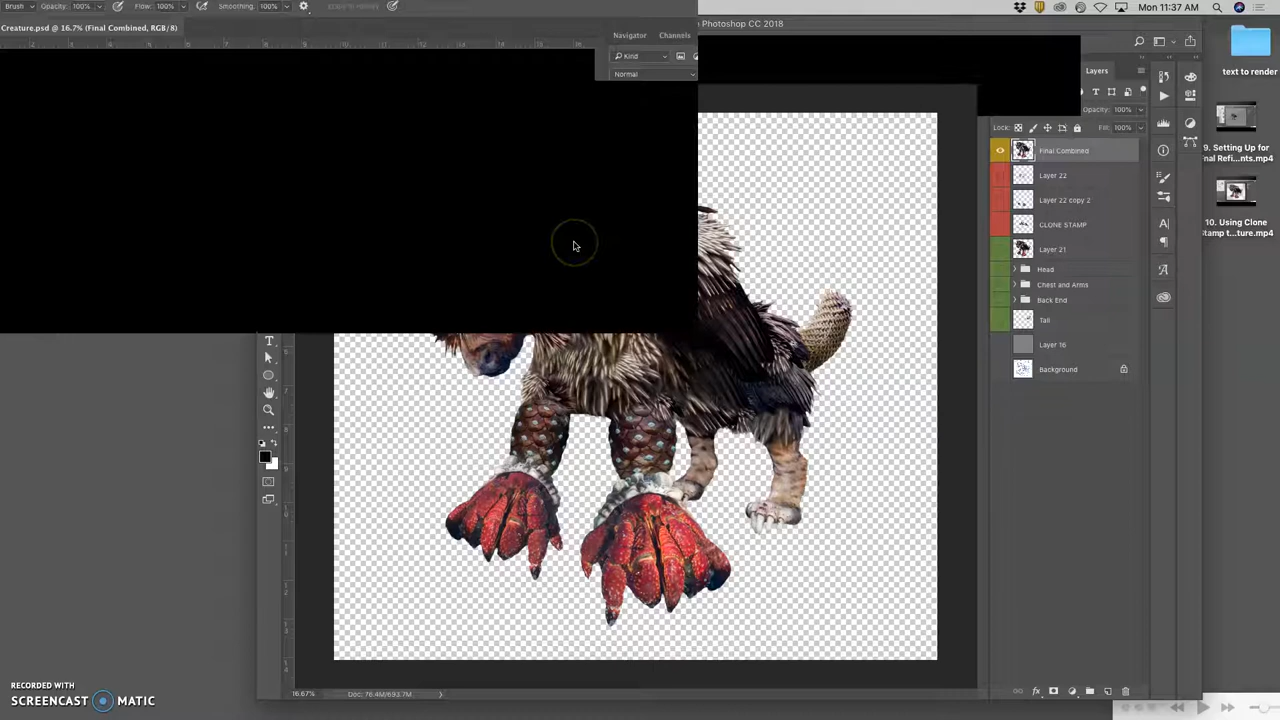 Brush Opacity: 100% Flow: 100% Smoothing: 100%
Mon 11:37 AM
Photoshop CC 2018
Creature.psd @ 16.7% (Final Combined, RGB/8)
Navigator Channels
Kind
Normal
Layers
text to render
Opacity: 100%
Lock: Fill: 100%
Final Combined
Layer 22
Layer 22 copy 2
CLONE STAMP
Layer 21
Head
Chest and Arms
Back End
Tail
Layer 16
Background
9. Setting Up for
nal Refi...nts.mp4
10. Using Clone
Stamp t...ture.mp4
16.67% Doc: 76.4M/693.7M
RECORDED WITH
SCREENCAST MATIC